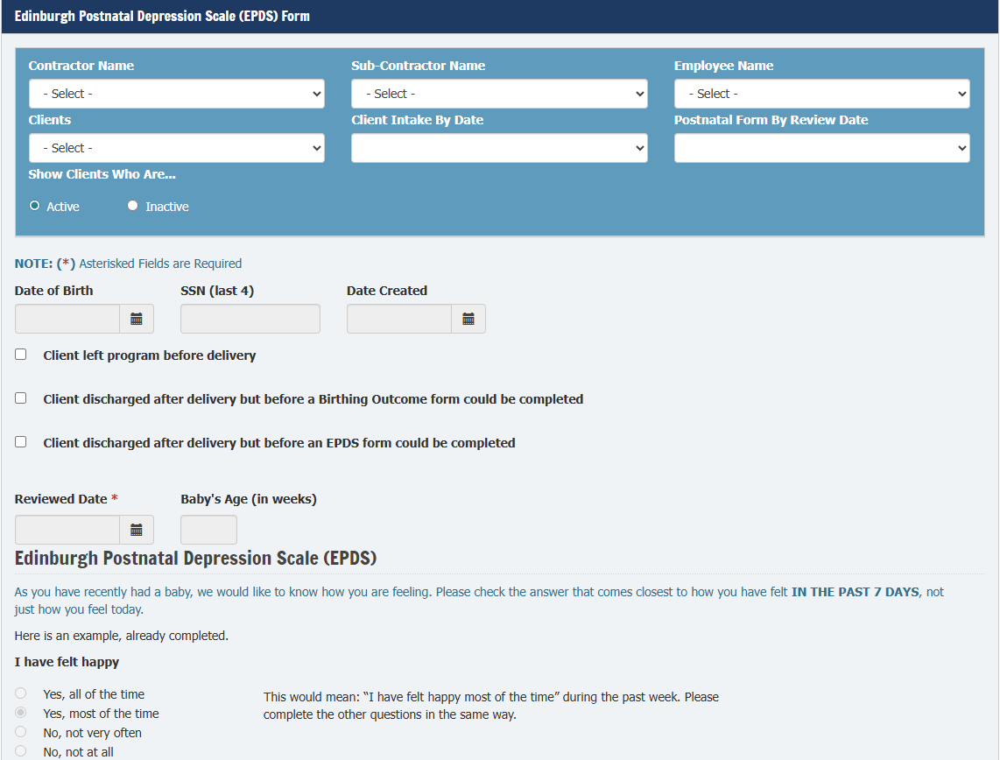 Edinburgh Postnatal Depression Scale (EPDS) Form
Contractor Name Sub-Contractor Name Employee Name
- Select - - Select - - Select -
Clients Client Intake By Date Postnatal Form By Review Date
- Select -
Show Clients Who Are...
Active Inactive
NOTE: (*) Asterisked Fields are Required
Date of Birth SSN (last 4) Date Created
Client left program before delivery
Client discharged after delivery but before a Birthing Outcome form could be completed
Client discharged after delivery but before an EPDS form could be completed
Reviewed Date * Baby's Age (in weeks)
Edinburgh Postnatal Depression Scale (EPDS)
As you have recently had a baby, we would like to know how you are feeling. Please check the answer that comes closest to how you have felt IN THE PAST 7 DAYS, not
just how you feel today.
Here is an example, already completed.
I have felt happy
Yes, all of the time
Yes, most of the time
No, not very often
No, not at all
This would mean: “I have felt happy most of the time” during the past week. Please
complete the other questions in the same way.